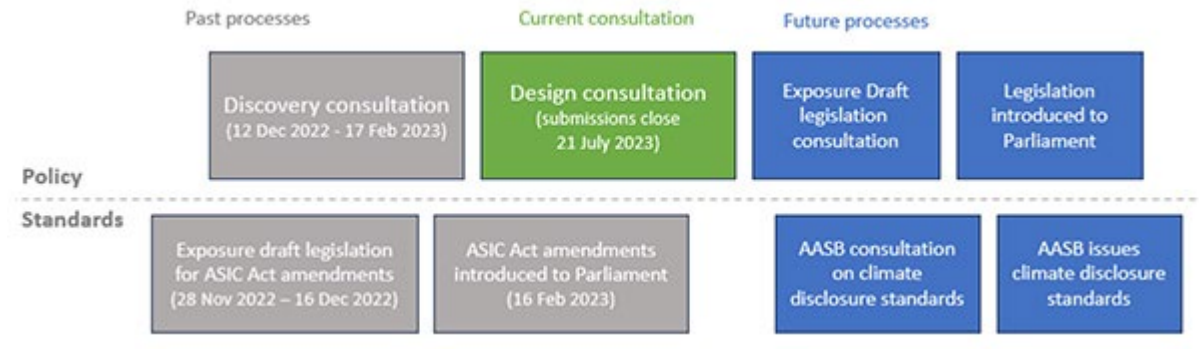 Past processes
Current consultation
Future processes
Discovery consultation
(12 Dec 2022 - 17 Feb 2023)
Design consultation
(submissions close
21 July 2023)
Exposure Draft
legislation
consultation
Legislation
introduced to
Parliament
Policy
Standards
Exposure draft legislation
for ASIC Act amendments
(28 Nov 2022 – 16 Dec 2022)
ASIC Act amendments
introduced to Parliament
(16 Feb 2023)
AASB consultation
on climate
disclosure standards
AASB issues
climate disclosure
standards